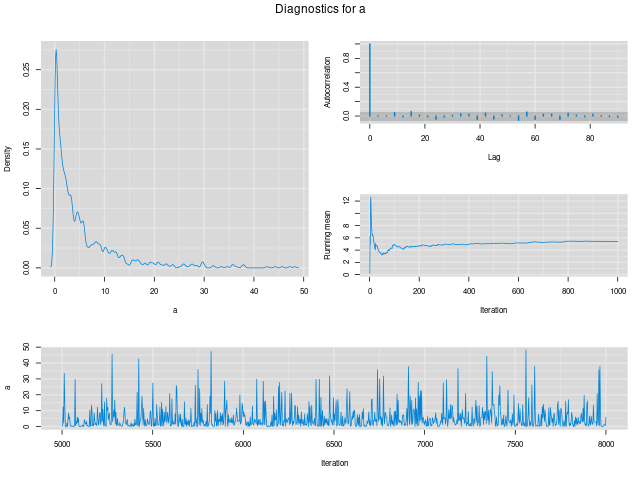 Diagnostics for a
Density
0.00 0.05 0.10 0.15 0.20 0.25
0 10 20 30 40 50
a
Autocorrelation
0.0 0.4 0.8
0 20 40 60 80
Lag
Running mean
0 2 4 6 8 12
0 200 400 600 800 1000
Iteration
a
0 10 20 30 40 50
5000 5500 6000 6500 7000 7500 8000
Iteration